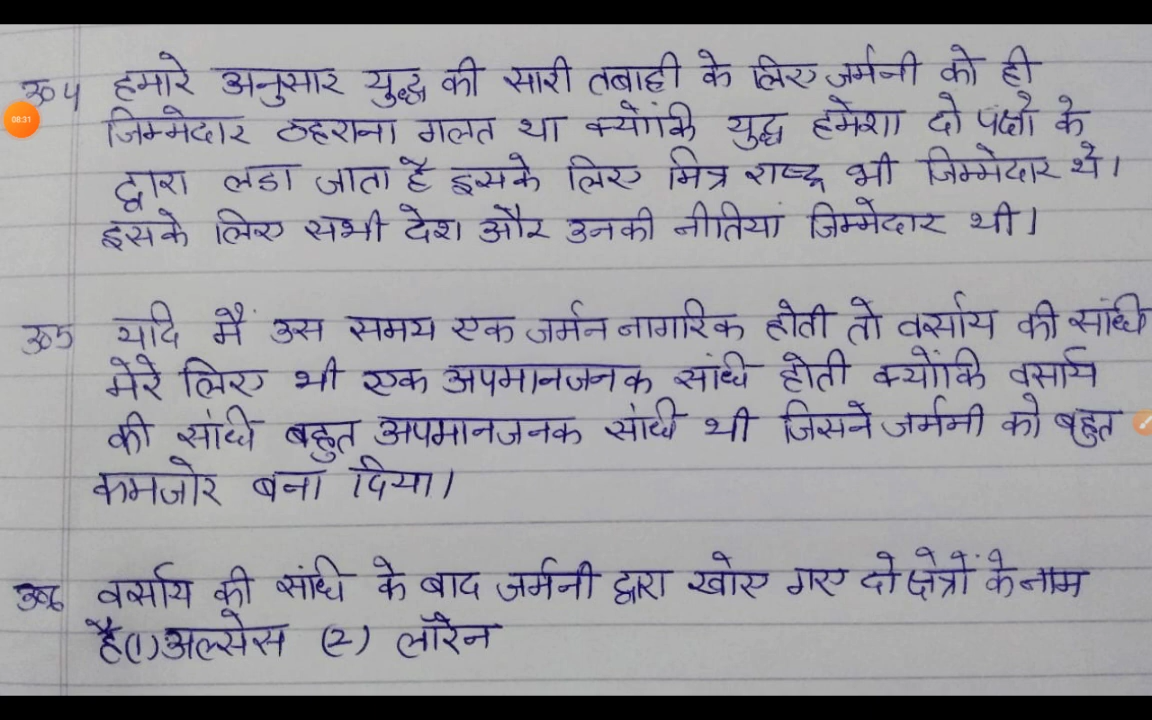 उ०4 हमारे अनुसार युद्ध की सारी तबाही के लिए जर्मनी को ही
08:31
जिम्मेदार ठहराना गलत था क्योंकि युद्ध हमेशा दो पक्षो के
द्वारा लडा जाता है इसके लिए मित्र राष्ट्र भी जिम्मेदार थे।
इसके लिए सभी देश और उनकी नीतियां जिम्मेदार थी।
उ०5 यदि मैं उस समय एक जर्मन नागरिक होती तो वर्साय की संधि
मेरे लिए भी एक अपमानजनक संधि होती क्योंकि वर्साय
की संधि बहुत अपमानजनक संधि थी जिसने जर्मनी को बहुत
कमजोर बना दिया।
उ०6 वर्साय की संधि के बाद जर्मनी द्वारा खोए गए दो क्षेत्रों के नाम
है (1) अल्सेस (2) लॉरेन